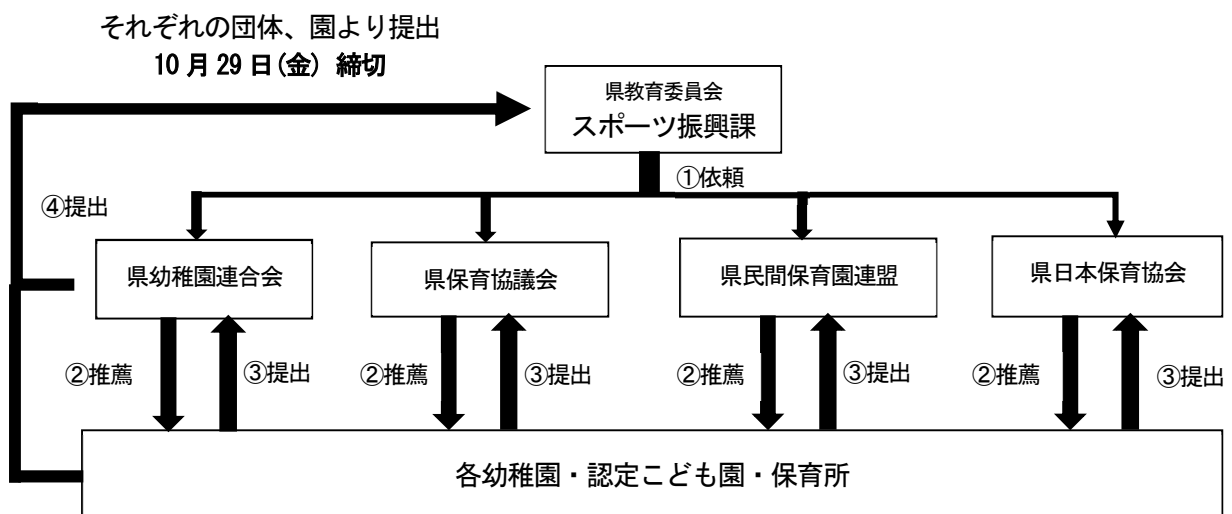 それぞれの団体、園より提出
10月29日(金) 締切
県教育委員会
スポーツ振興課
①依頼
④提出
県幼稚園連合会
県保育協議会
県民間保育園連盟
県日本保育協会
②推薦
③提出
②推薦
③提出
②推薦
③提出
②推薦
③提出
各幼稚園・認定こども園・保育所